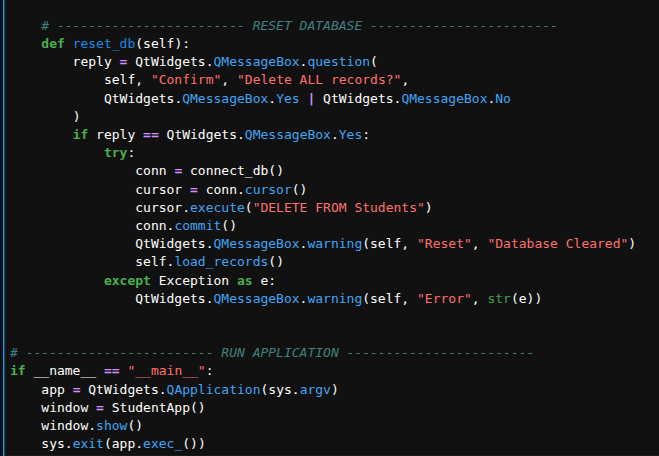 # ------------------------ RESET DATABASE ------------------------
def reset_db(self):
reply = QtWidgets.QMessageBox.question(
self, "Confirm", "Delete ALL records?",
QtWidgets.QMessageBox.Yes | QtWidgets.QMessageBox.No
)
if reply == QtWidgets.QMessageBox.Yes:
try:
conn = connect_db()
cursor = conn.cursor()
cursor.execute("DELETE FROM Students")
conn.commit()
QtWidgets.QMessageBox.warning(self, "Reset", "Database Cleared")
self.load_records()
except Exception as e:
QtWidgets.QMessageBox.warning(self, "Error", str(e))
# ------------------------ RUN APPLICATION ------------------------
if __name__ == "__main__":
app = QtWidgets.QApplication(sys.argv)
window = StudentApp()
window.show()
sys.exit(app.exec_())